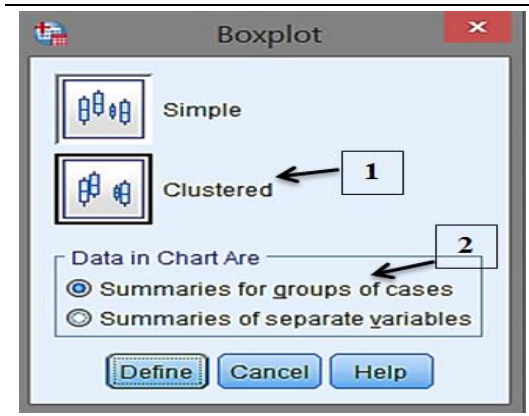 Boxplot
Simple
1
Clustered
2
Data in Chart Are
Summaries for groups of cases
Summaries of separate variables
Define Cancel Help